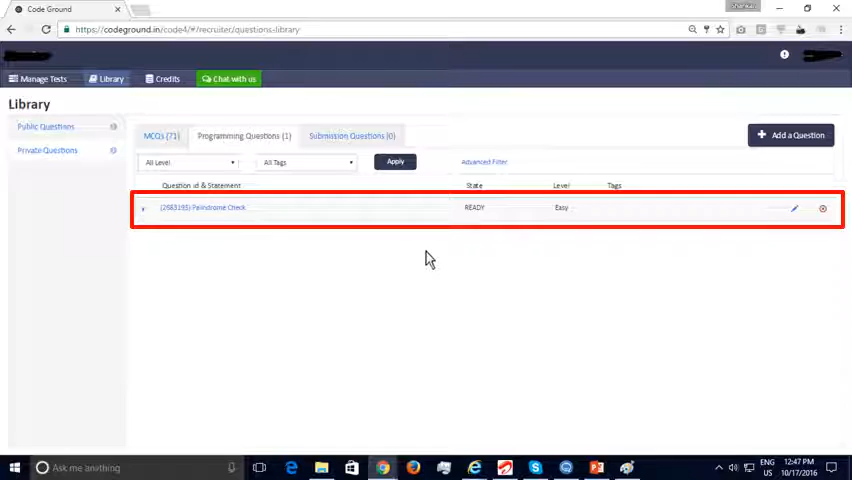 Shankar
Code Ground
https://codeground.in/code4/#/recruiter/questions-library
Manage Tests
Library
Credits
Chat with us
Library
Public Questions
Private Questions
MCQs (71)
Programming Questions (1)
Submission Questions (0)
+ Add a Question
All Level
All Tags
Apply
Advanced Filter
Question Id & Statement
State
Level
Tags
Palindrome Check
READY
Easy
Ask me anything
ENG
US
12:47 PM
10/17/2016